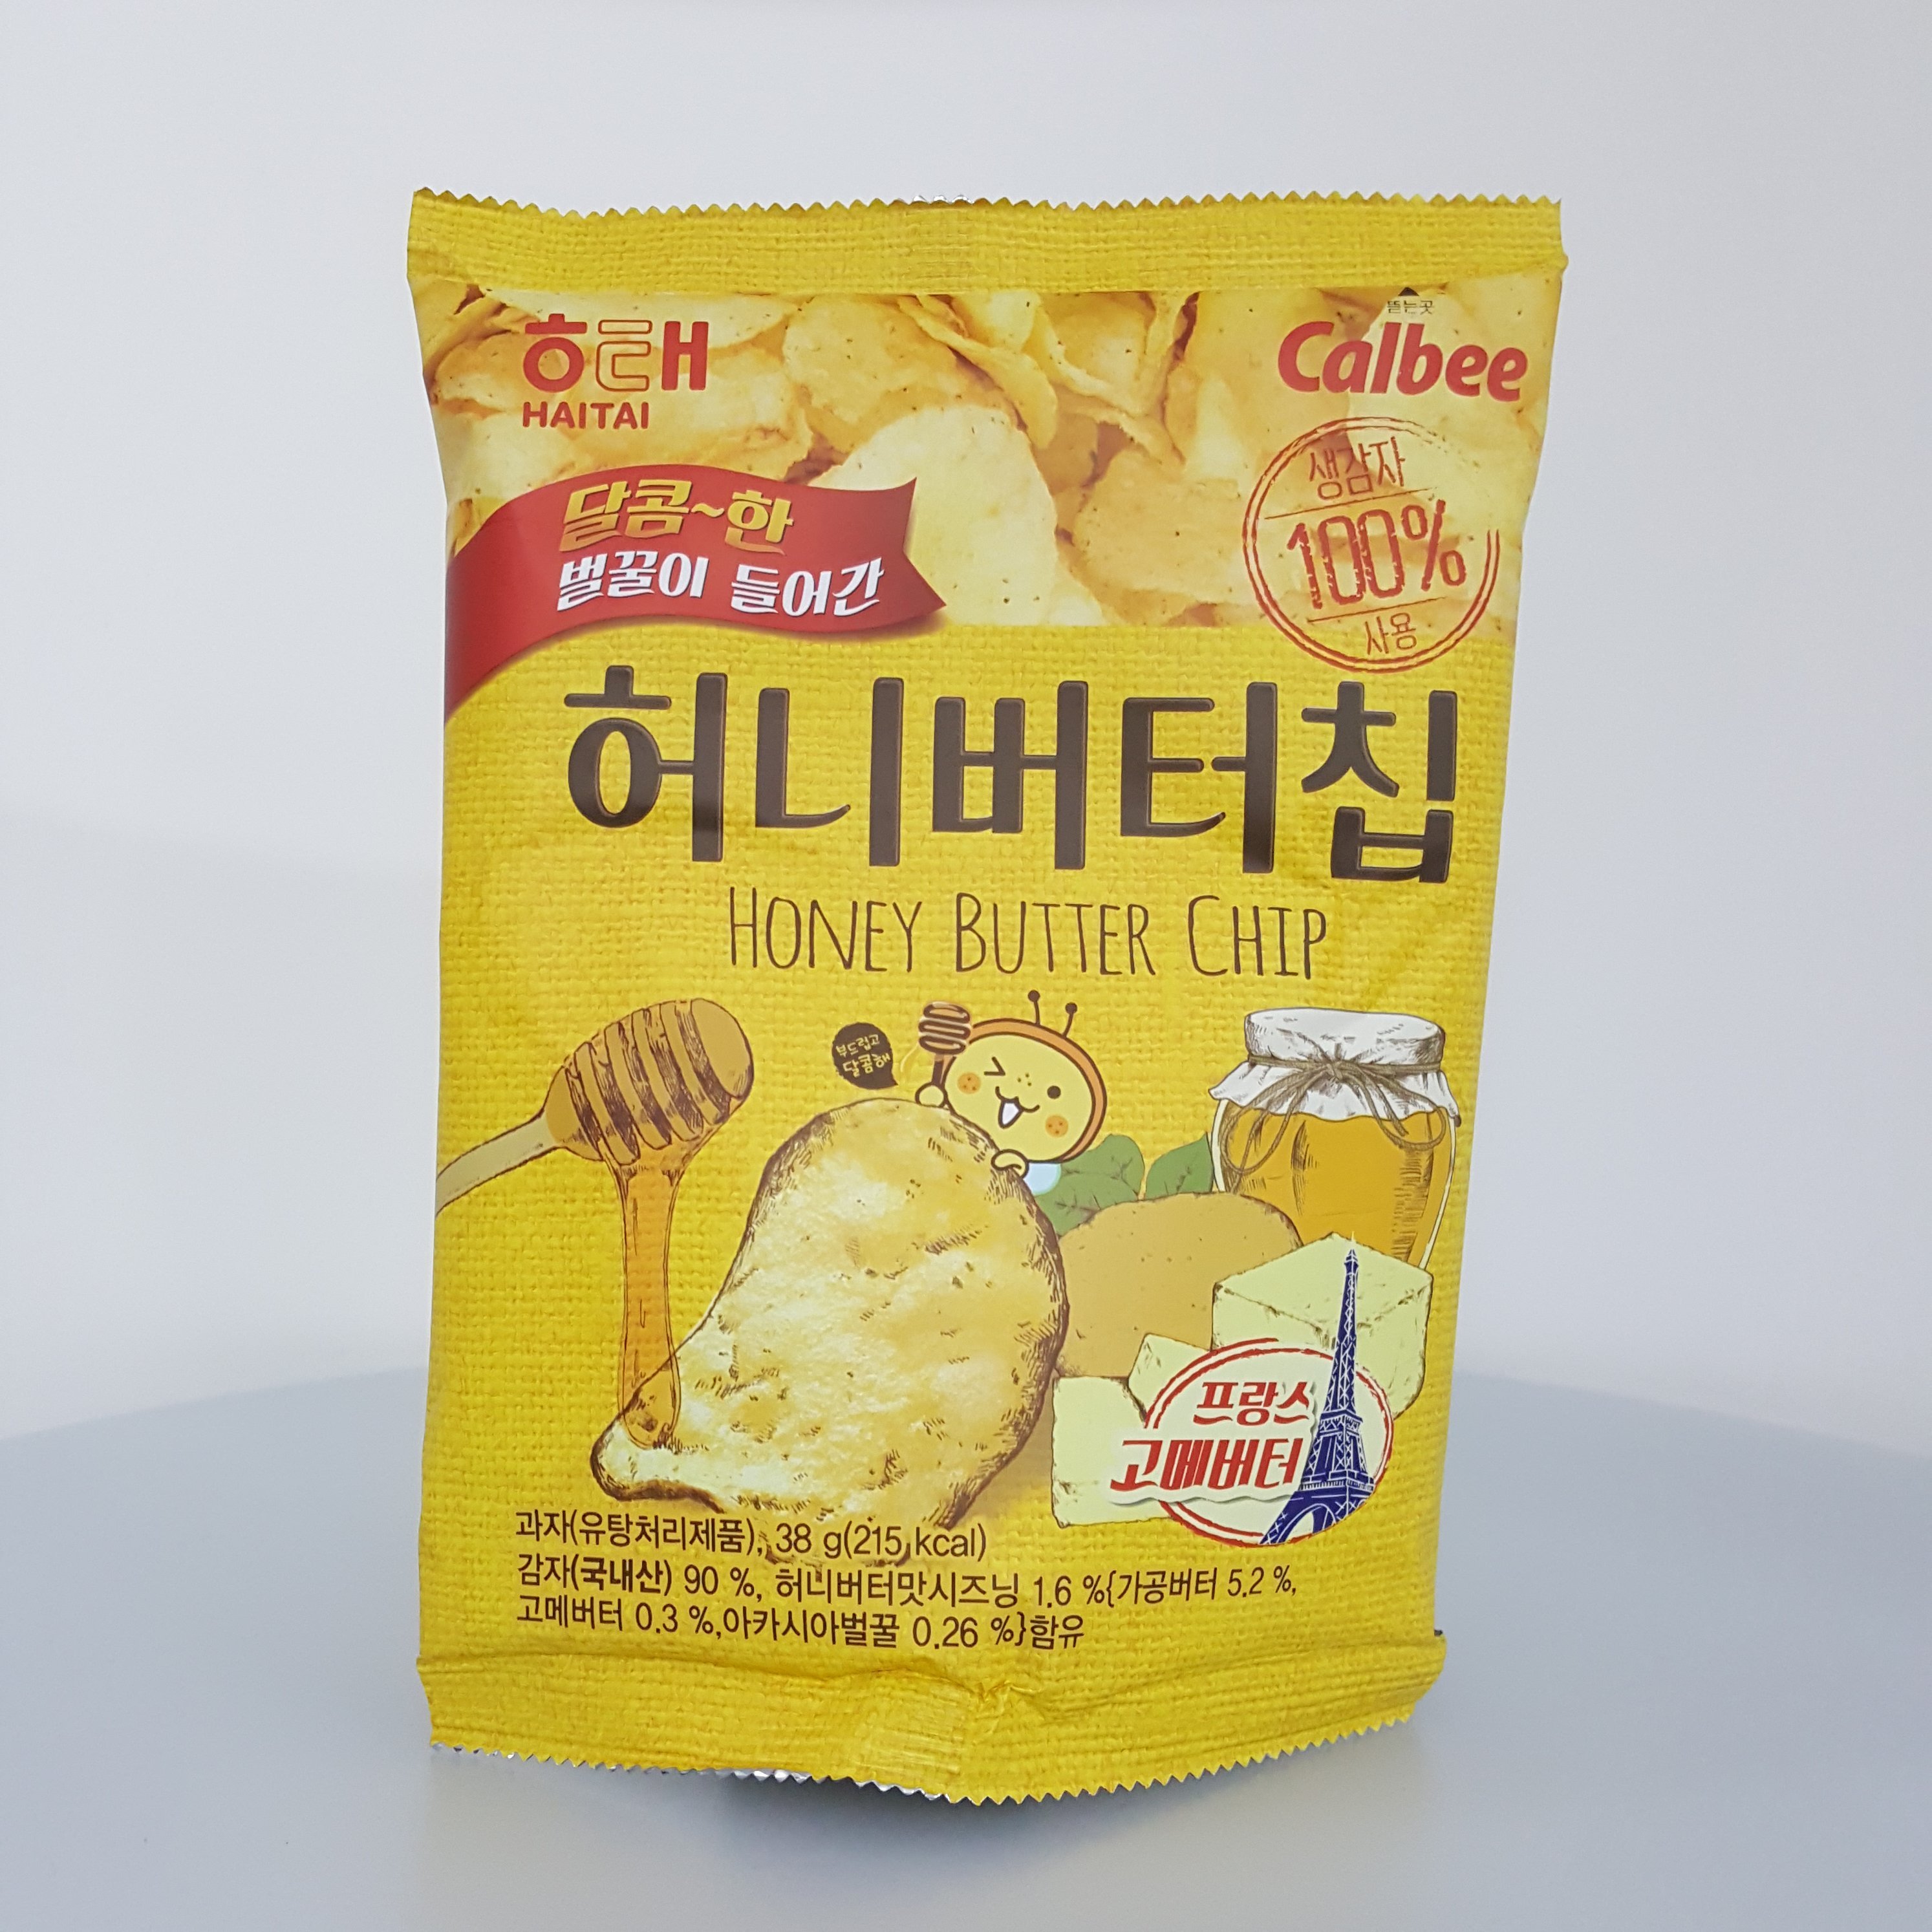 해태
HAITAI
뜯는곳
Calbee
달콤~한
벌꿀이 들어간
생감자
100%
사용
허니버터칩
HONEY BUTTER CHIP
부드럽고
달콤해
프랑스
고메버터
과자(유탕처리제품), 38 g(215 kcal)
감자(국내산) 90 %, 허니버터맛시즈닝 1.6 %{가공버터 5.2 %,
고메버터 0.3 %,아카시아벌꿀 0.26 %}함유